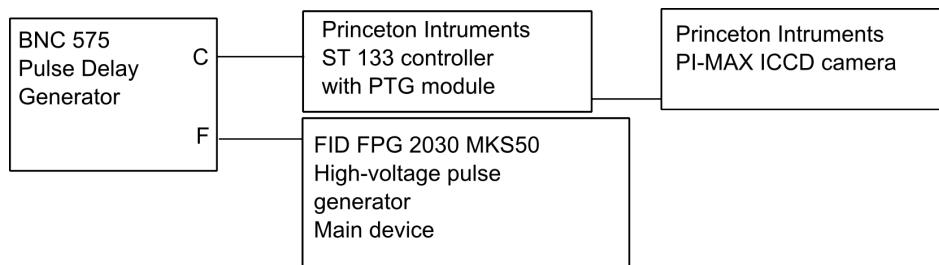 BNC 575
Pulse Delay
Generator
C
F
Princeton Intruments
ST 133 controller
with PTG module
Princeton Intruments
PI-MAX ICCD camera
FID FPG 2030 MKS50
High-voltage pulse
generator
Main device